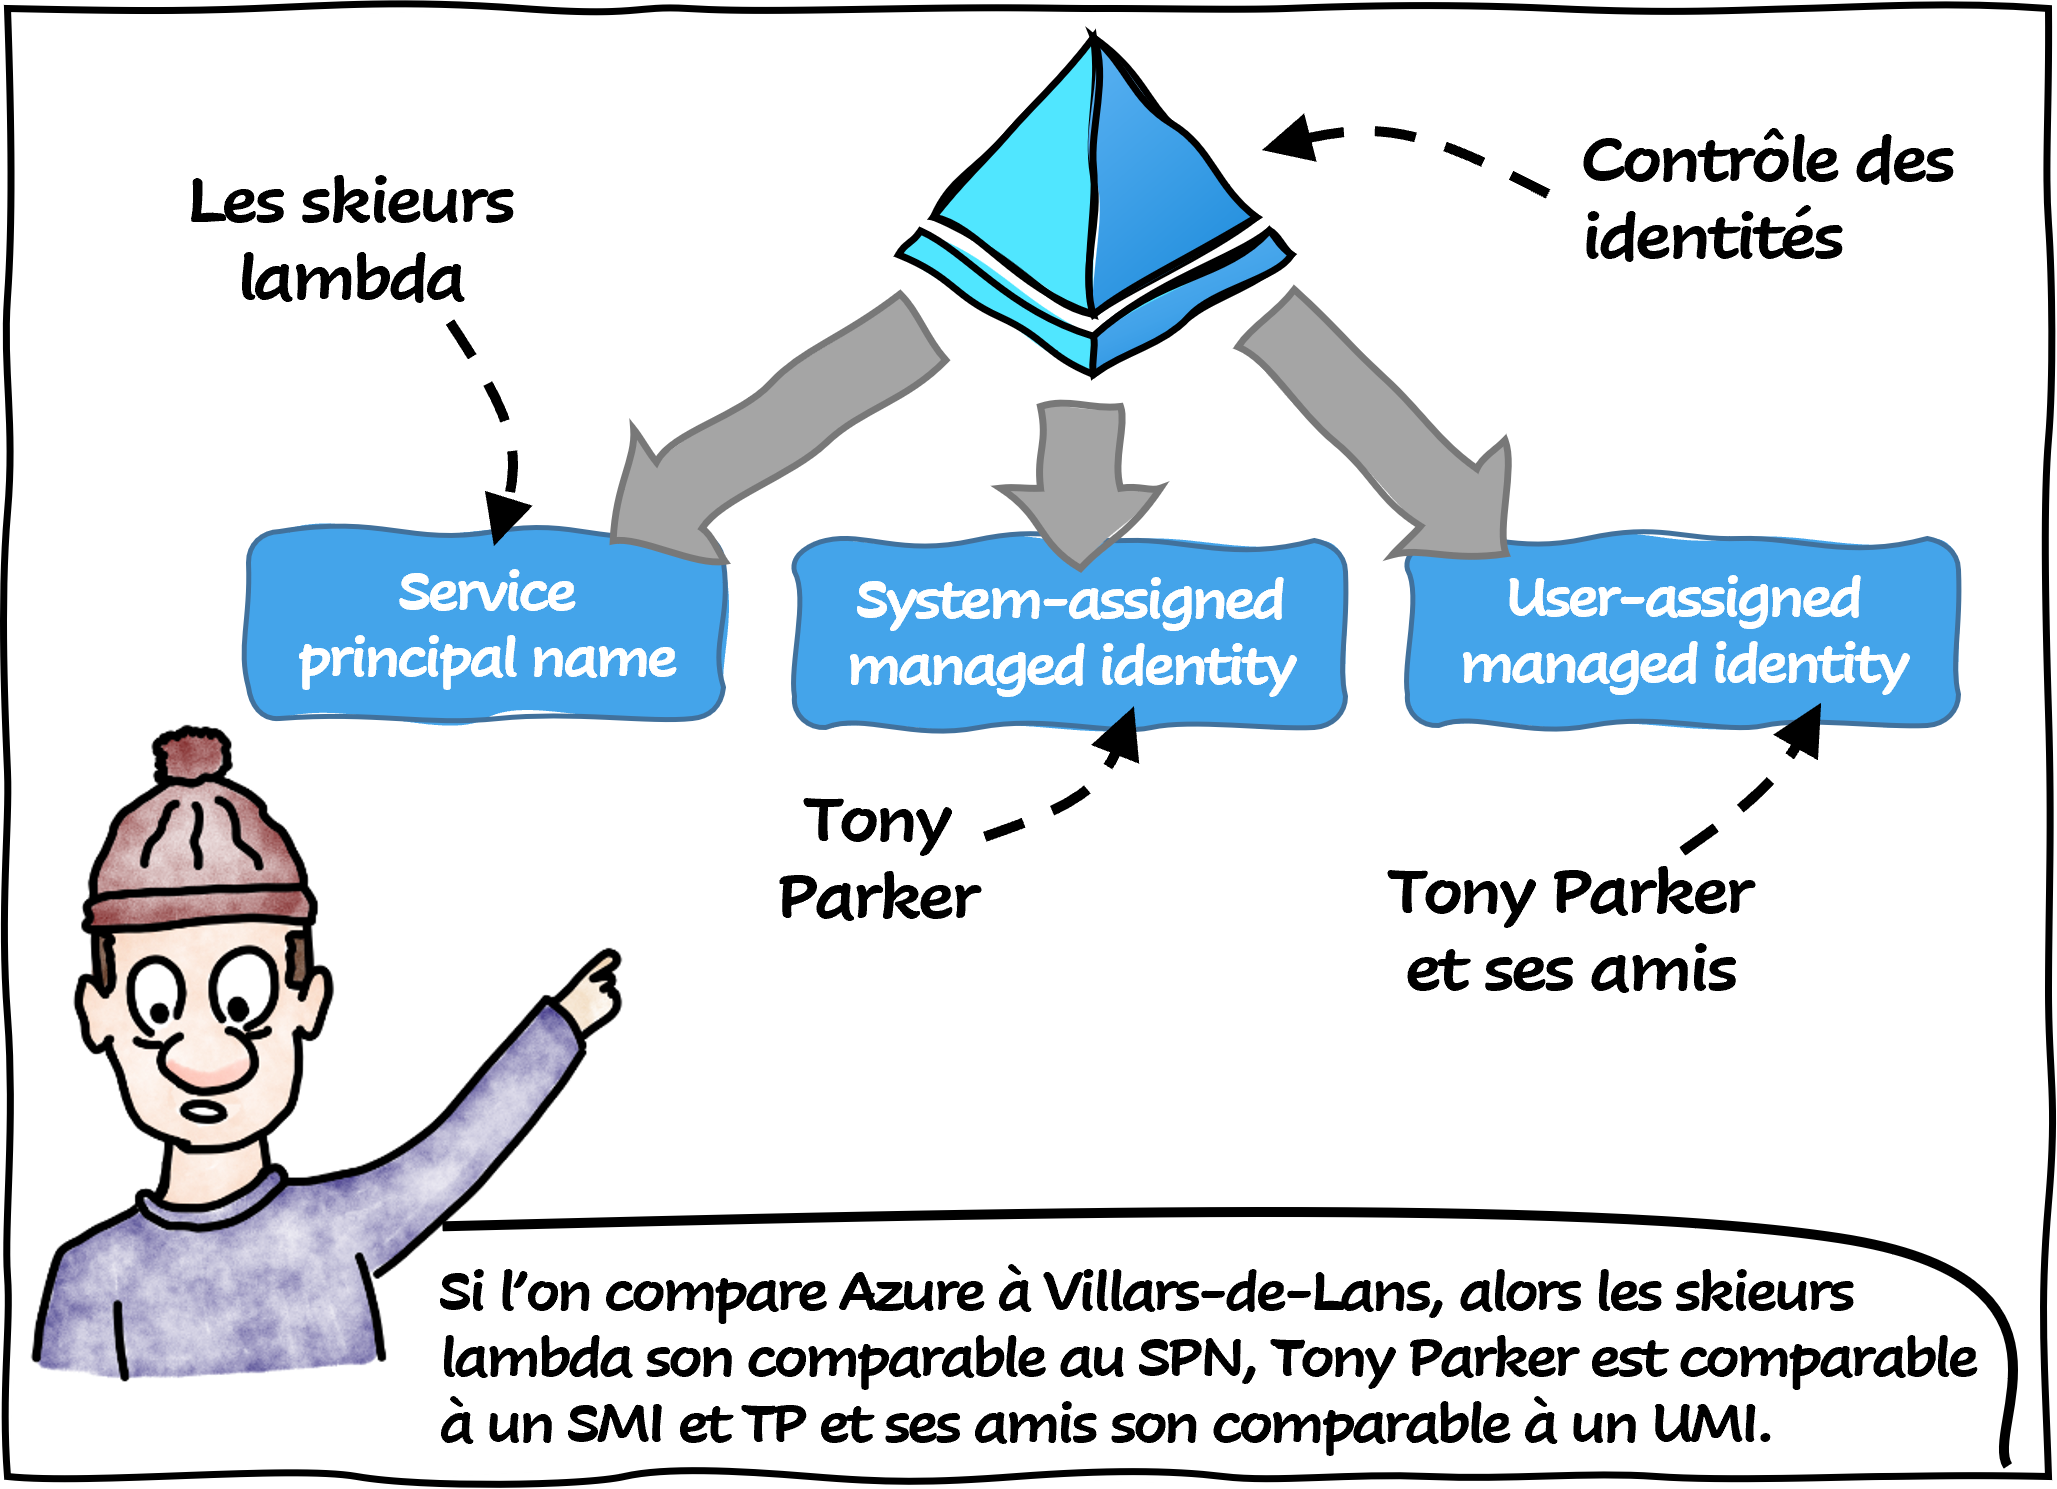 Contrôle des
identités
Les skieurs
lambda
Service
principal name
System-assigned
managed identity
User-assigned
managed identity
Tony
Parker
Tony Parker
et ses amis
Si l'on compare Azure à Villars-de-Lans, alors les skieurs
lambda son comparable au SPN, Tony Parker est comparable
à un SMI et TP et ses amis son comparable à un UMI.